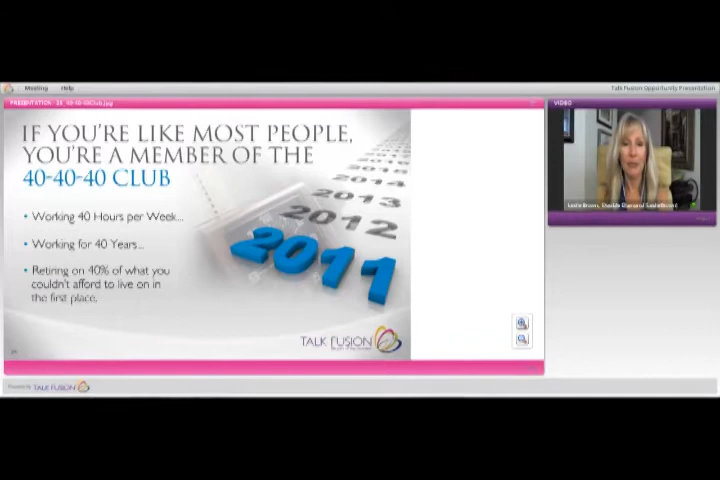 Meeting Help
Talk Fusion Opportunity Presentation
IF YOU'RE LIKE MOST PEOPLE,
YOU'RE A MEMBER OF THE
40-40-40 CLUB
• Working 40 Hours per Week...
• Working for 40 Years...
• Retiring on 40% of what you
couldn't afford to live on in
the first place.
2015
2014
2013
2012
2011
TALK FUSION
VIDEO
TALK FUSION